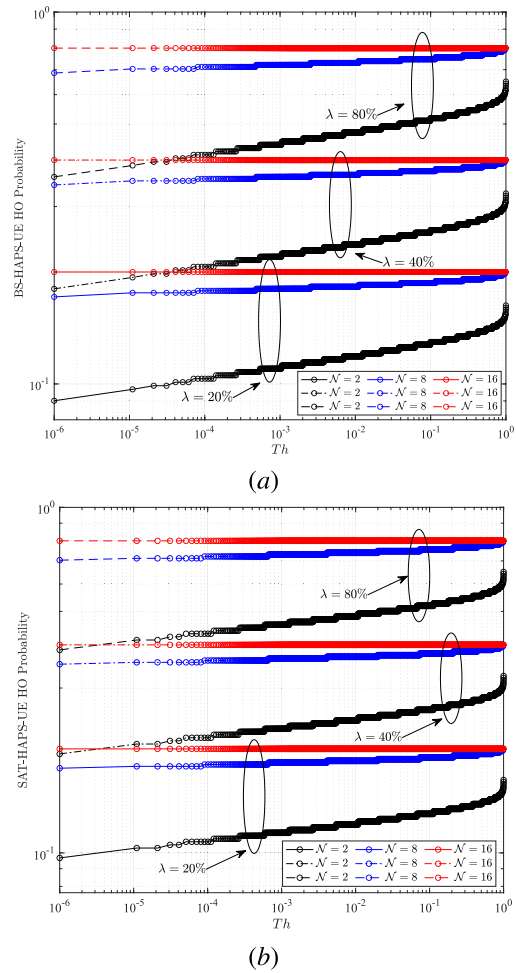 10^0
BS-HAPS-UE HO Probability
λ = 80%
λ = 40%
λ = 20%
10^-1
N = 2 N = 8 N = 16
N = 2 N = 8 N = 16
N = 2 N = 8 N = 16
10^-6 10^-5 10^-4 10^-3 10^-2 10^-1 10^0
Th
(a)
10^0
SAT-HAPS-UE HO Probability
λ = 80%
λ = 40%
λ = 20%
10^-1
N = 2 N = 8 N = 16
N = 2 N = 8 N = 16
N = 2 N = 8 N = 16
10^-6 10^-5 10^-4 10^-3 10^-2 10^-1 10^0
Th
(b)